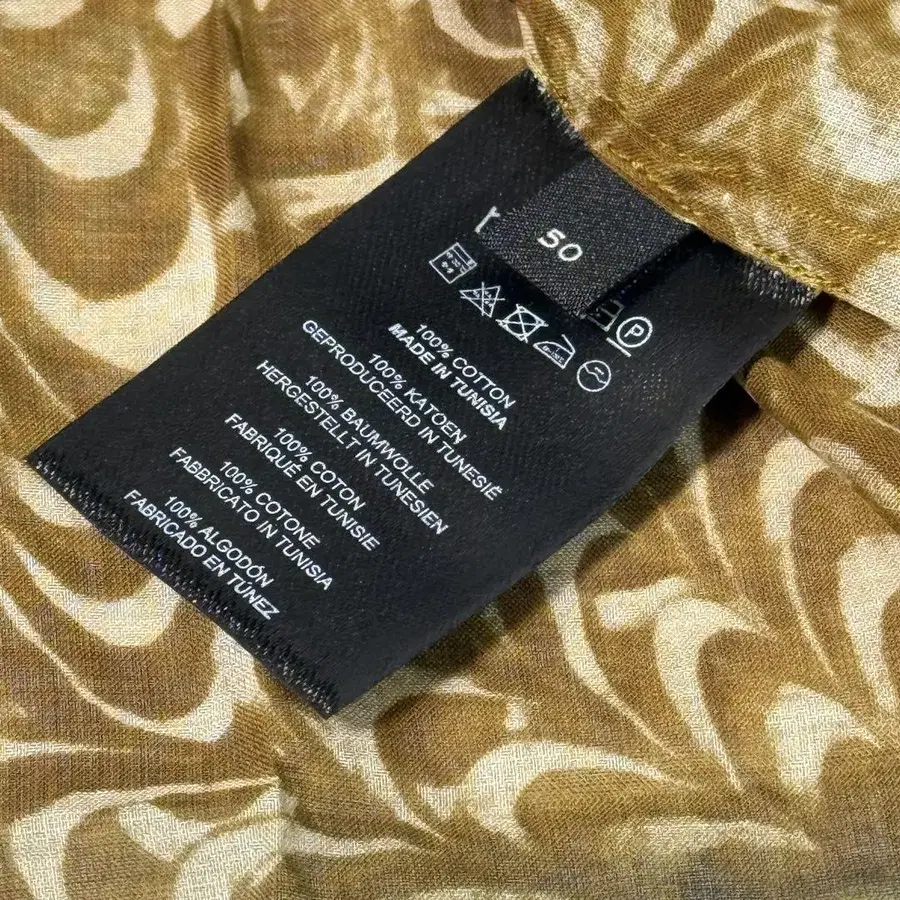 50
P
100% COTTON
MADE IN TUNISIA
100% KATOEN
GEPRODUCEERD IN TUNESIË
100% BAUMWOLLE
HERGESTELLT IN TUNESIEN
100% COTON
FABRIQUÉ EN TUNISIE
100% COTONE
FABBRICATO IN TUNISIA
100% ALGODÓN
FABRICADO EN TÚNEZ